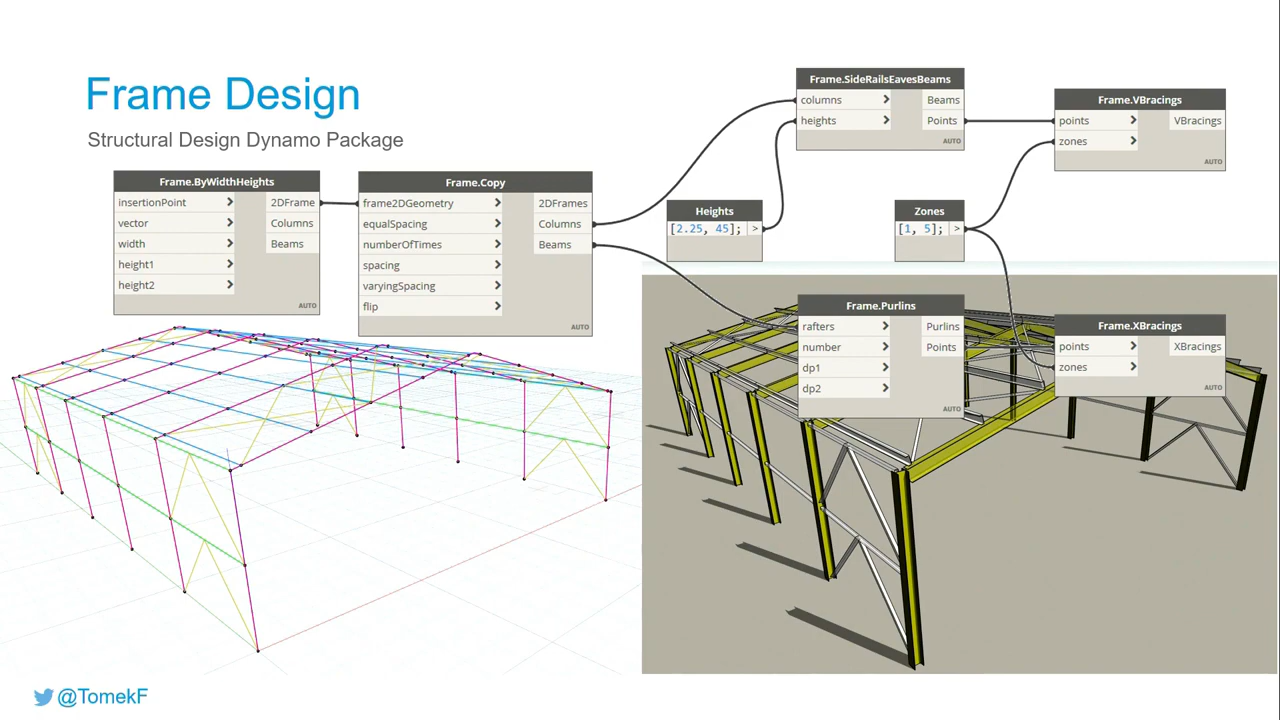 Frame Design
Structural Design Dynamo Package
Frame.ByWidthHeights
insertionPoint > 2DFrame
vector > Columns
width > Beams
height1 >
height2 >
AUTO
Frame.Copy
frame2DGeometry > 2DFrames
equalSpacing > Columns
numberOfTimes > Beams
spacing >
varyingSpacing >
flip >
AUTO
Frame.SideRailsEavesBeams
columns > Beams
heights > Points
AUTO
Heights
[2.25, 45]; >
Zones
[1, 5]; >
Frame.VBracings
points > VBracings
zones >
AUTO
Frame.Purlins
rafters > Purlins
number > Points
dp1 >
dp2 >
AUTO
Frame.XBracings
points > XBracings
zones >
AUTO
@TomekF